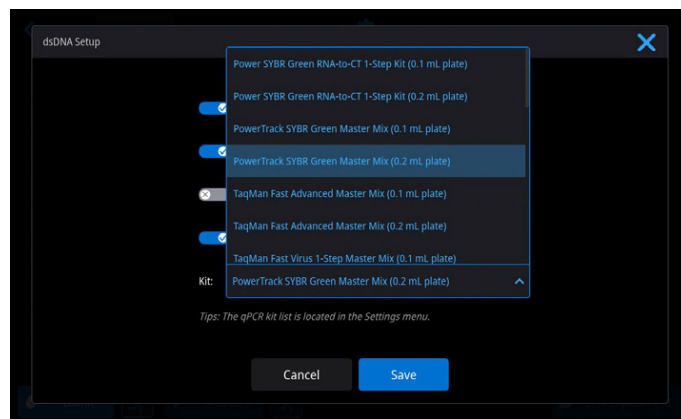 dsDNA Setup
Power SYBR Green RNA-to-CT 1-Step Kit (0.1 mL plate)
Power SYBR Green RNA-to-CT 1-Step Kit (0.2 mL plate)
PowerTrack SYBR Green Master Mix (0.1 mL plate)
PowerTrack SYBR Green Master Mix (0.2 mL plate)
TaqMan Fast Advanced Master Mix (0.1 mL plate)
TaqMan Fast Advanced Master Mix (0.2 mL plate)
TaqMan Fast Virus 1-Step Master Mix (0.1 mL plate)
Kit: PowerTrack SYBR Green Master Mix (0.2 mL plate)
Tips: The qPCR kit list is located in the Settings menu.
Cancel Save